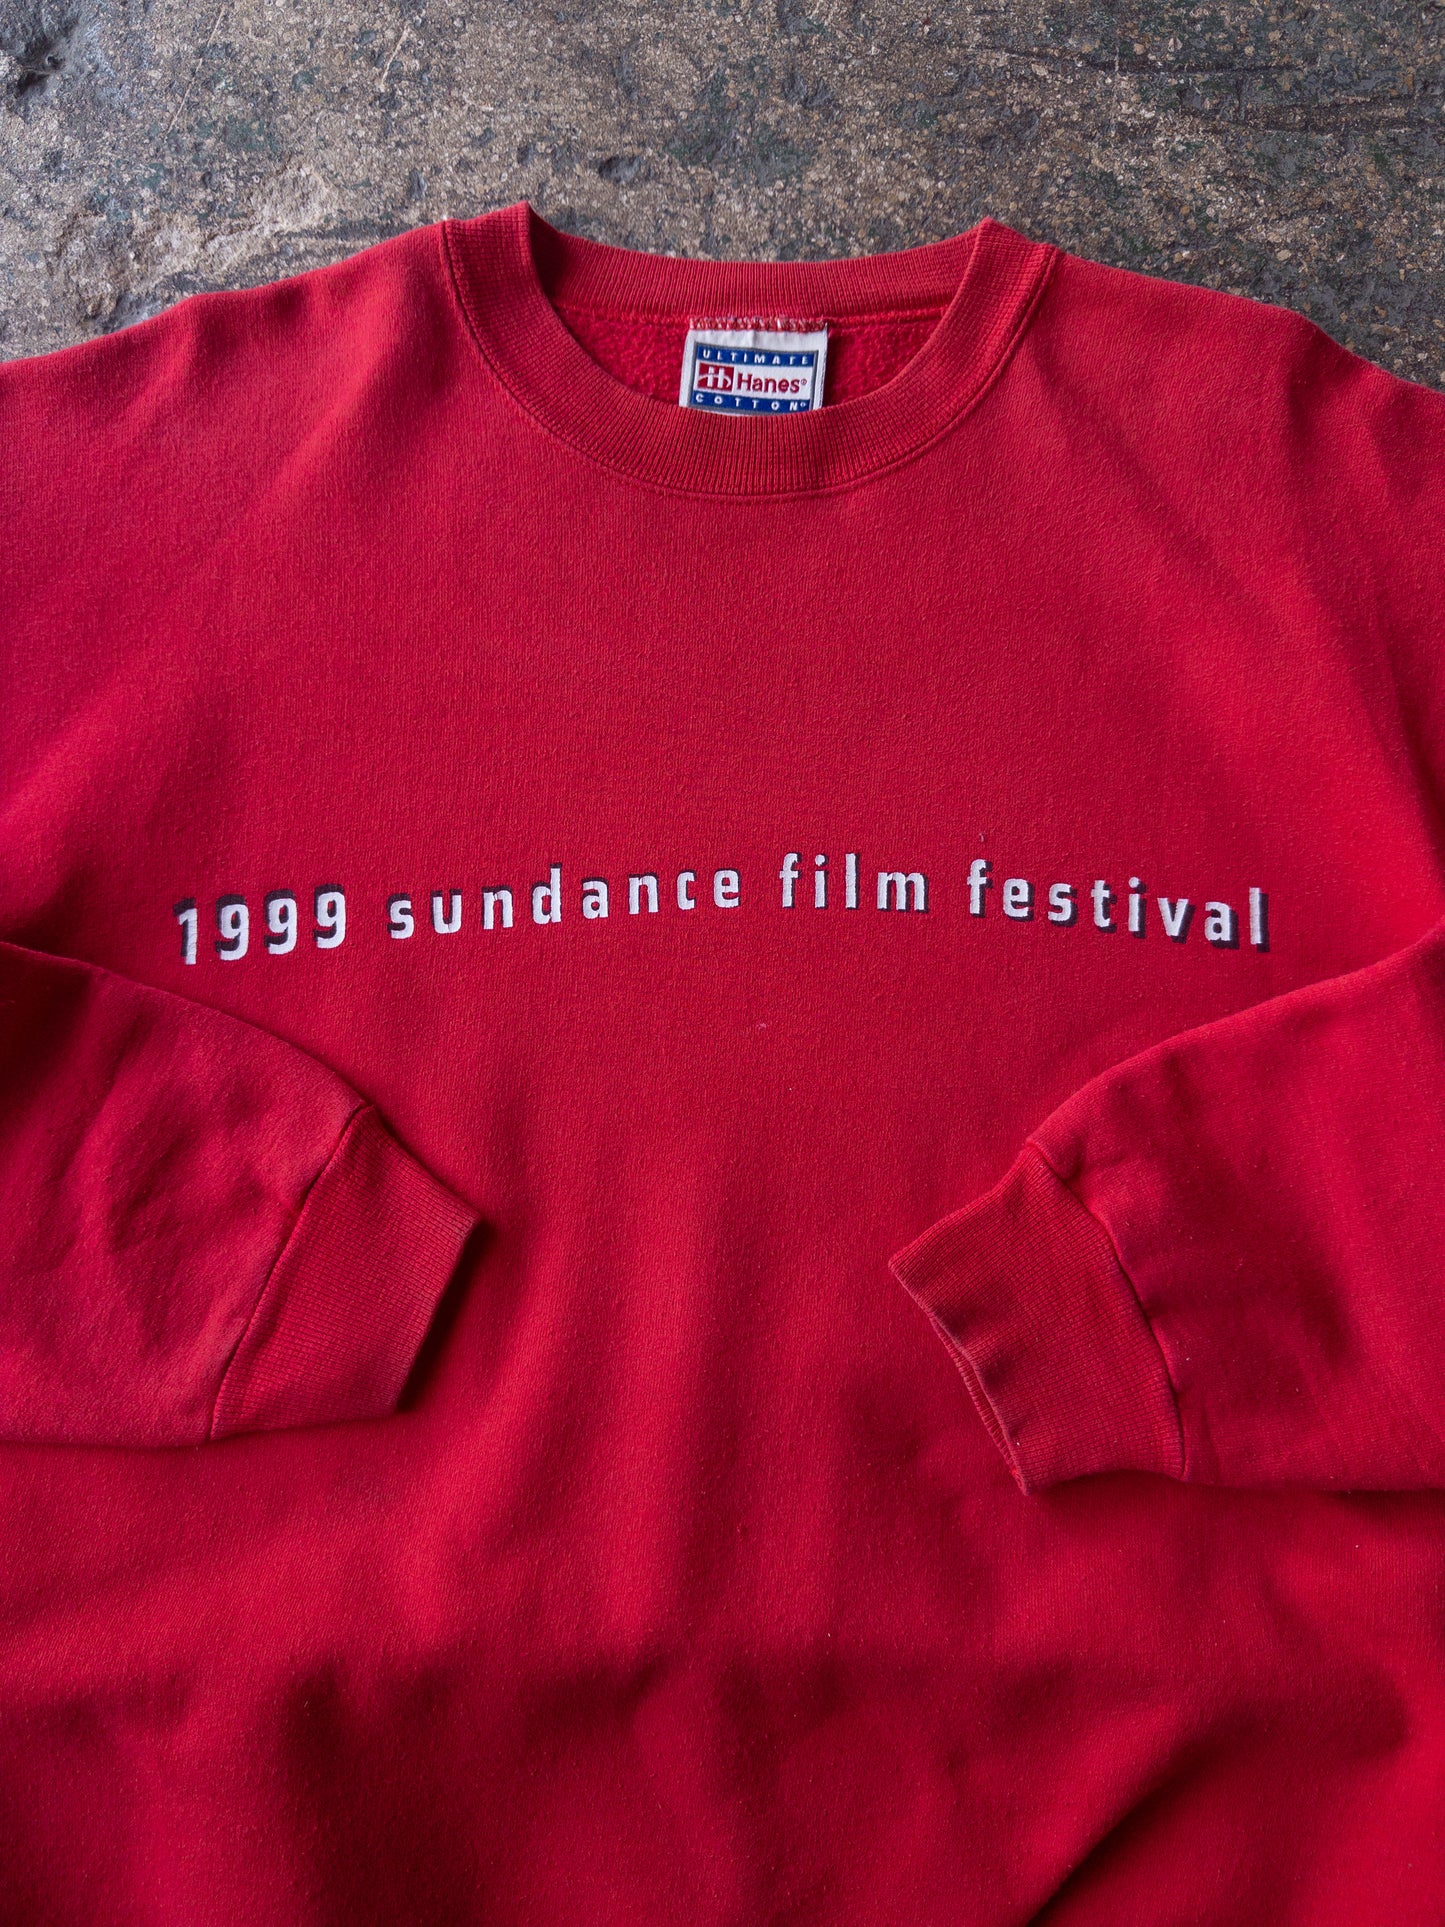 ULTIMATE
Hanes®
COTTON®
1999 sundance film festival